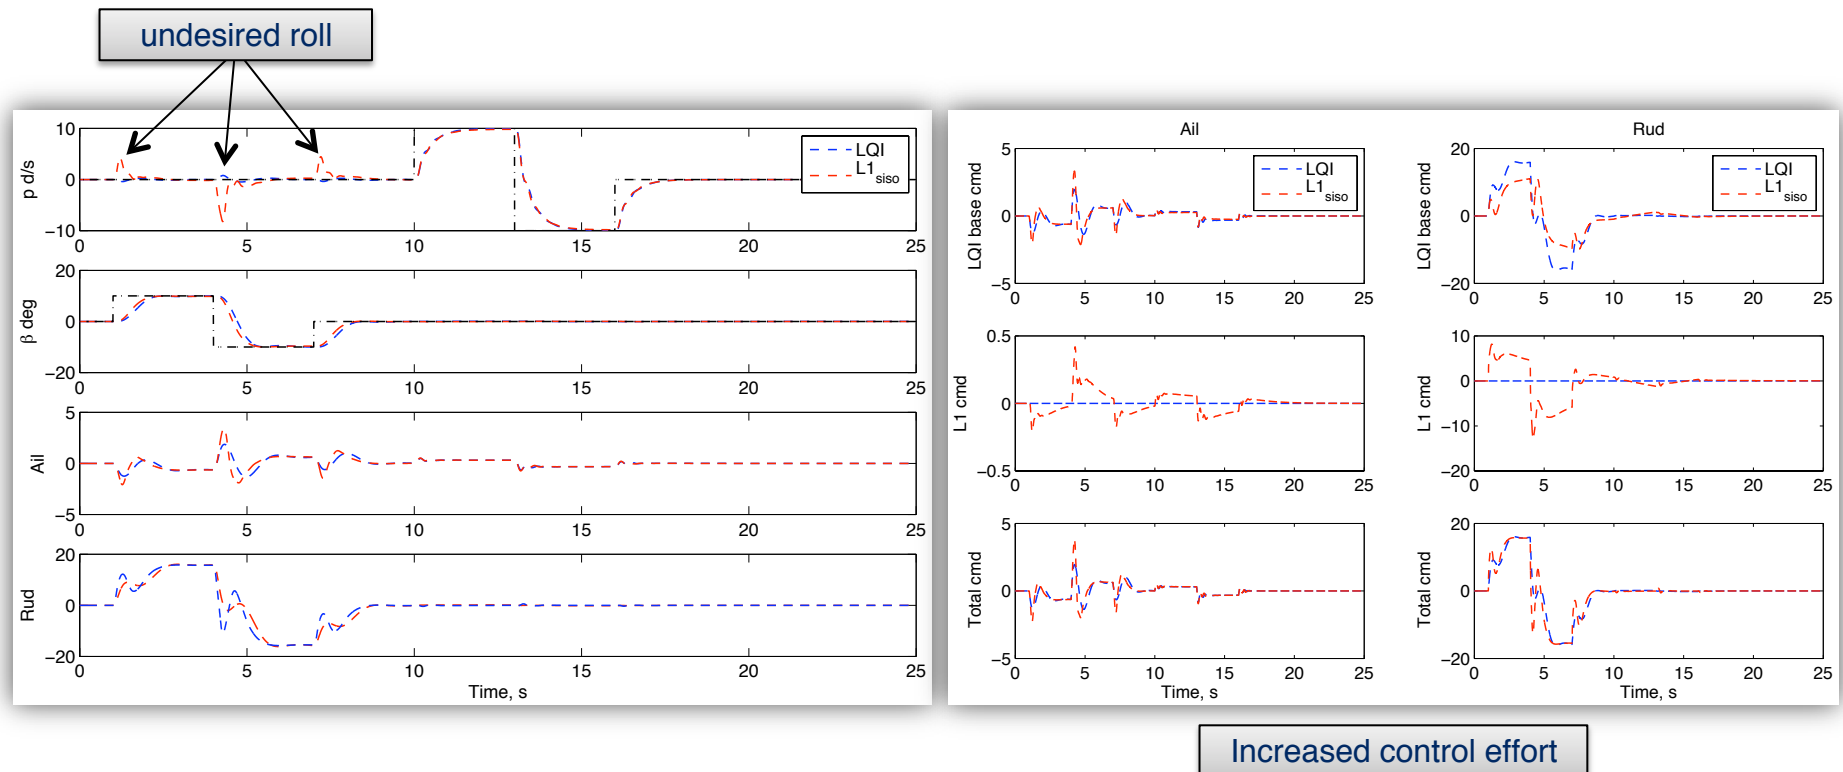 undesired roll
10
0
−10
p d/s
LQI
L1siso
0 5 10 15 20 25
20
0
−20
β deg
0 5 10 15 20 25
5
0
−5
Ail
0 5 10 15 20 25
20
0
−20
Rud
0 5 10 15 20 25
Time, s
Ail
5
0
−5
LQI base cmd
LQI
L1siso
0 5 10 15 20 25
0.5
0
−0.5
L1 cmd
0 5 10 15 20 25
5
0
−5
Total cmd
0 5 10 15 20 25
Time, s
Rud
20
0
−20
LQI base cmd
LQI
L1siso
0 5 10 15 20 25
10
0
−10
−20
L1 cmd
0 5 10 15 20 25
20
0
−20
Total cmd
0 5 10 15 20 25
Time, s
Increased control effort